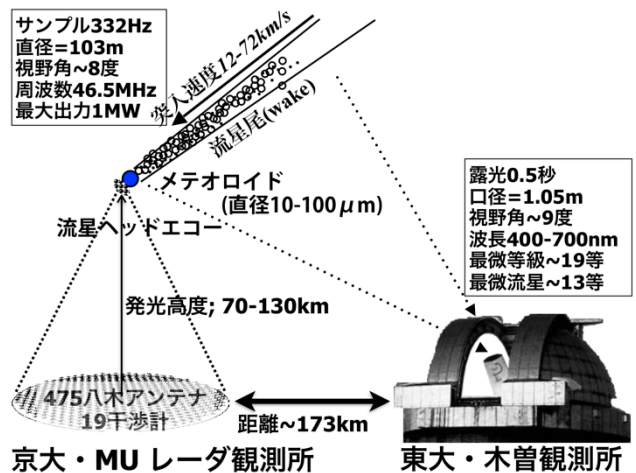 サンプル332Hz
直径=103m
視野角~8度
周波数46.5MHz
最大出力1MW
突入速度12-72km/s
流星尾(wake)
メテオロイド
(直径10-100μm)
流星ヘッドエコー
露光0.5秒
口径=1.05m
視野角~9度
波長400-700nm
最微等級~19等
最微流星~13等
発光高度; 70-130km
475八木アンテナ
19干渉計
距離~173km
京大・MUレーダ観測所
東大・木曽観測所